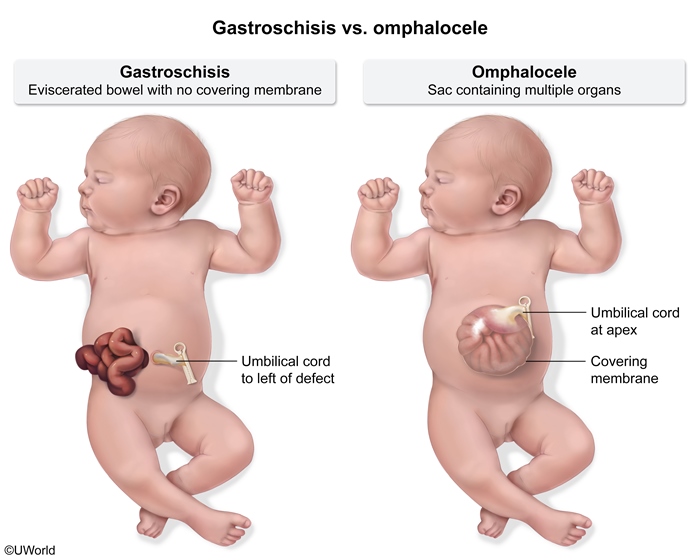 Gastroschisis vs. omphalocele
Gastroschisis
Eviscerated bowel with no covering membrane
Omphalocele
Sac containing multiple organs
Umbilical cord
to left of defect
Umbilical cord
at apex
Covering
membrane
©UWorld